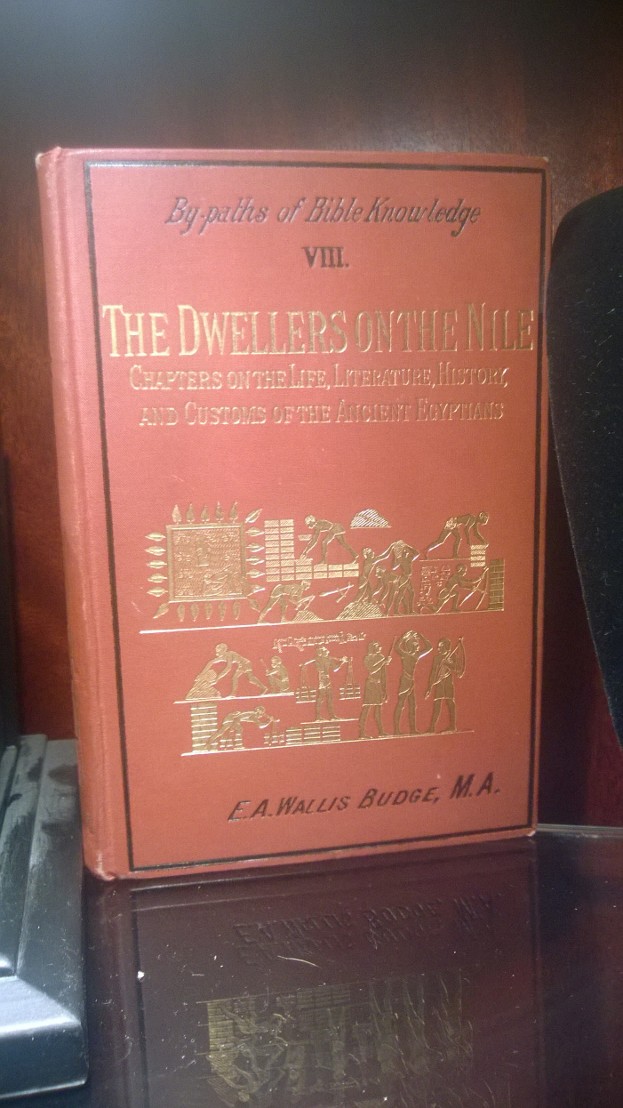 By-paths of Bible Knowledge
VIII.
THE DWELLERS ON THE NILE
CHAPTERS ON THE LIFE, LITERATURE, HISTORY,
AND CUSTOMS OF THE ANCIENT EGYPTIANS
E.A. WALLIS BUDGE, M.A.